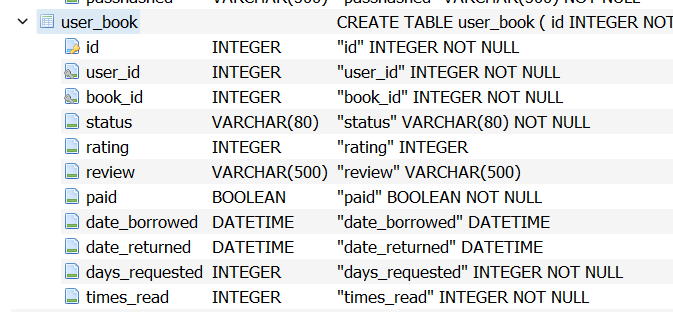 user_book CREATE TABLE user_book ( id INTEGER NOT
id INTEGER "id" INTEGER NOT NULL
user_id INTEGER "user_id" INTEGER NOT NULL
book_id INTEGER "book_id" INTEGER NOT NULL
status VARCHAR(80) "status" VARCHAR(80) NOT NULL
rating INTEGER "rating" INTEGER
review VARCHAR(500) "review" VARCHAR(500)
paid BOOLEAN "paid" BOOLEAN NOT NULL
date_borrowed DATETIME "date_borrowed" DATETIME
date_returned DATETIME "date_returned" DATETIME
days_requested INTEGER "days_requested" INTEGER NOT NULL
times_read INTEGER "times_read" INTEGER NOT NULL